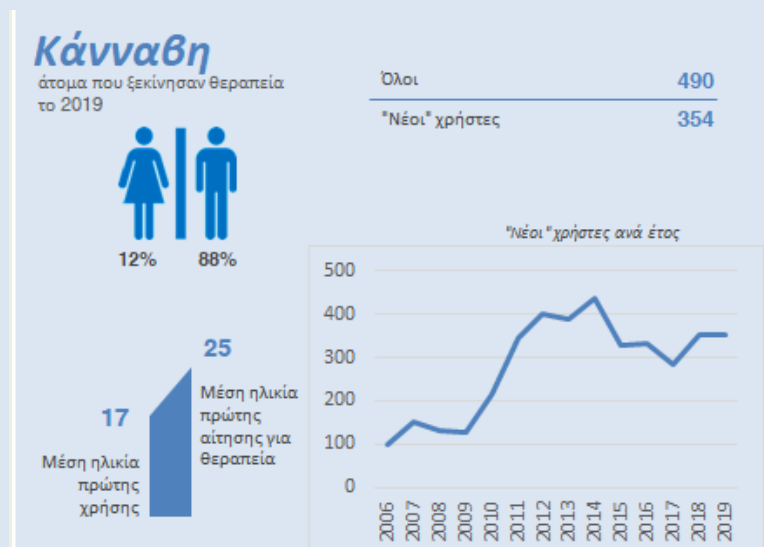 Κάνναβη
άτομα που ξεκίνησαν θεραπεία
το 2019
12%
88%
Όλοι 490
"Νέοι" χρήστες 354
25
Μέση ηλικία
πρώτης
αίτησης για
θεραπεία
17
Μέση ηλικία
πρώτης
χρήσης
"Νέοι" χρήστες ανά έτος
500
400
300
200
100
0
2006
2007
2008
2009
2010
2011
2012
2013
2014
2015
2016
2017
2018
2019